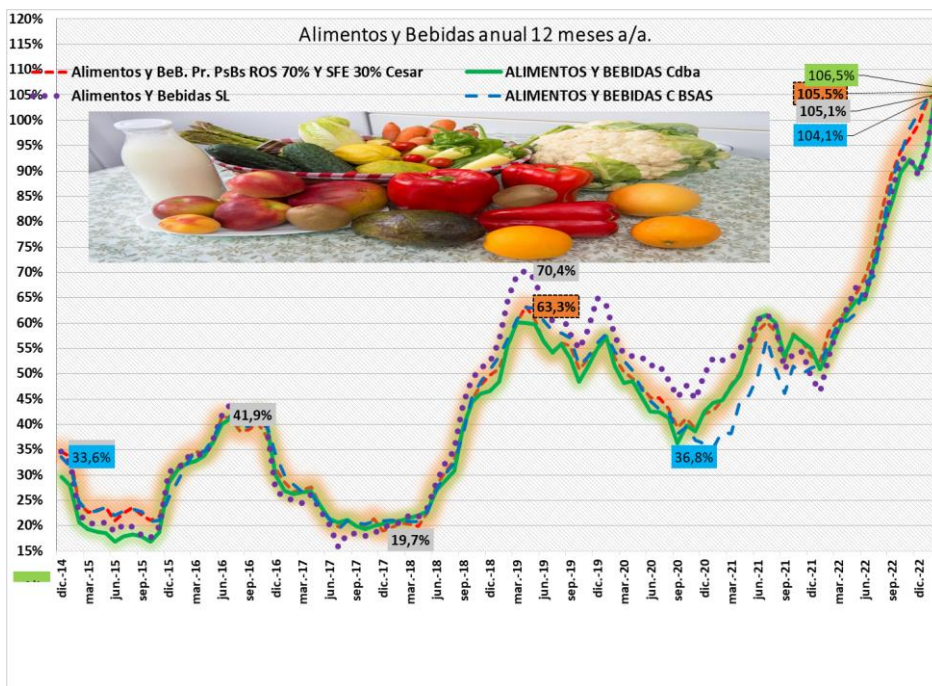 Alimentos y Bebidas anual 12 meses a/a.
Alimentos y BeB. Pr. PsBs ROS 70% Y SFE 30% Cesar
ALIMENTOS Y BEBIDAS Cdba
Alimentos Y Bebidas SL
ALIMENTOS Y BEBIDAS C BSAS
120%
115%
110%
105%
100%
95%
90%
85%
80%
75%
70%
65%
60%
55%
50%
45%
40%
35%
30%
25%
20%
15%
106,5%
105,5%
105,1%
104,1%
70,4%
63,3%
41,9%
33,6%
36,8%
19,7%
dic.-14
mar.-15
jun.-15
sep.-15
dic.-15
mar.-16
jun.-16
sep.-16
dic.-16
mar.-17
jun.-17
sep.-17
dic.-17
mar.-18
jun.-18
sep.-18
dic.-18
mar.-19
jun.-19
sep.-19
dic.-19
mar.-20
jun.-20
sep.-20
dic.-20
mar.-21
jun.-21
sep.-21
dic.-21
mar.-22
jun.-22
sep.-22
dic.-22